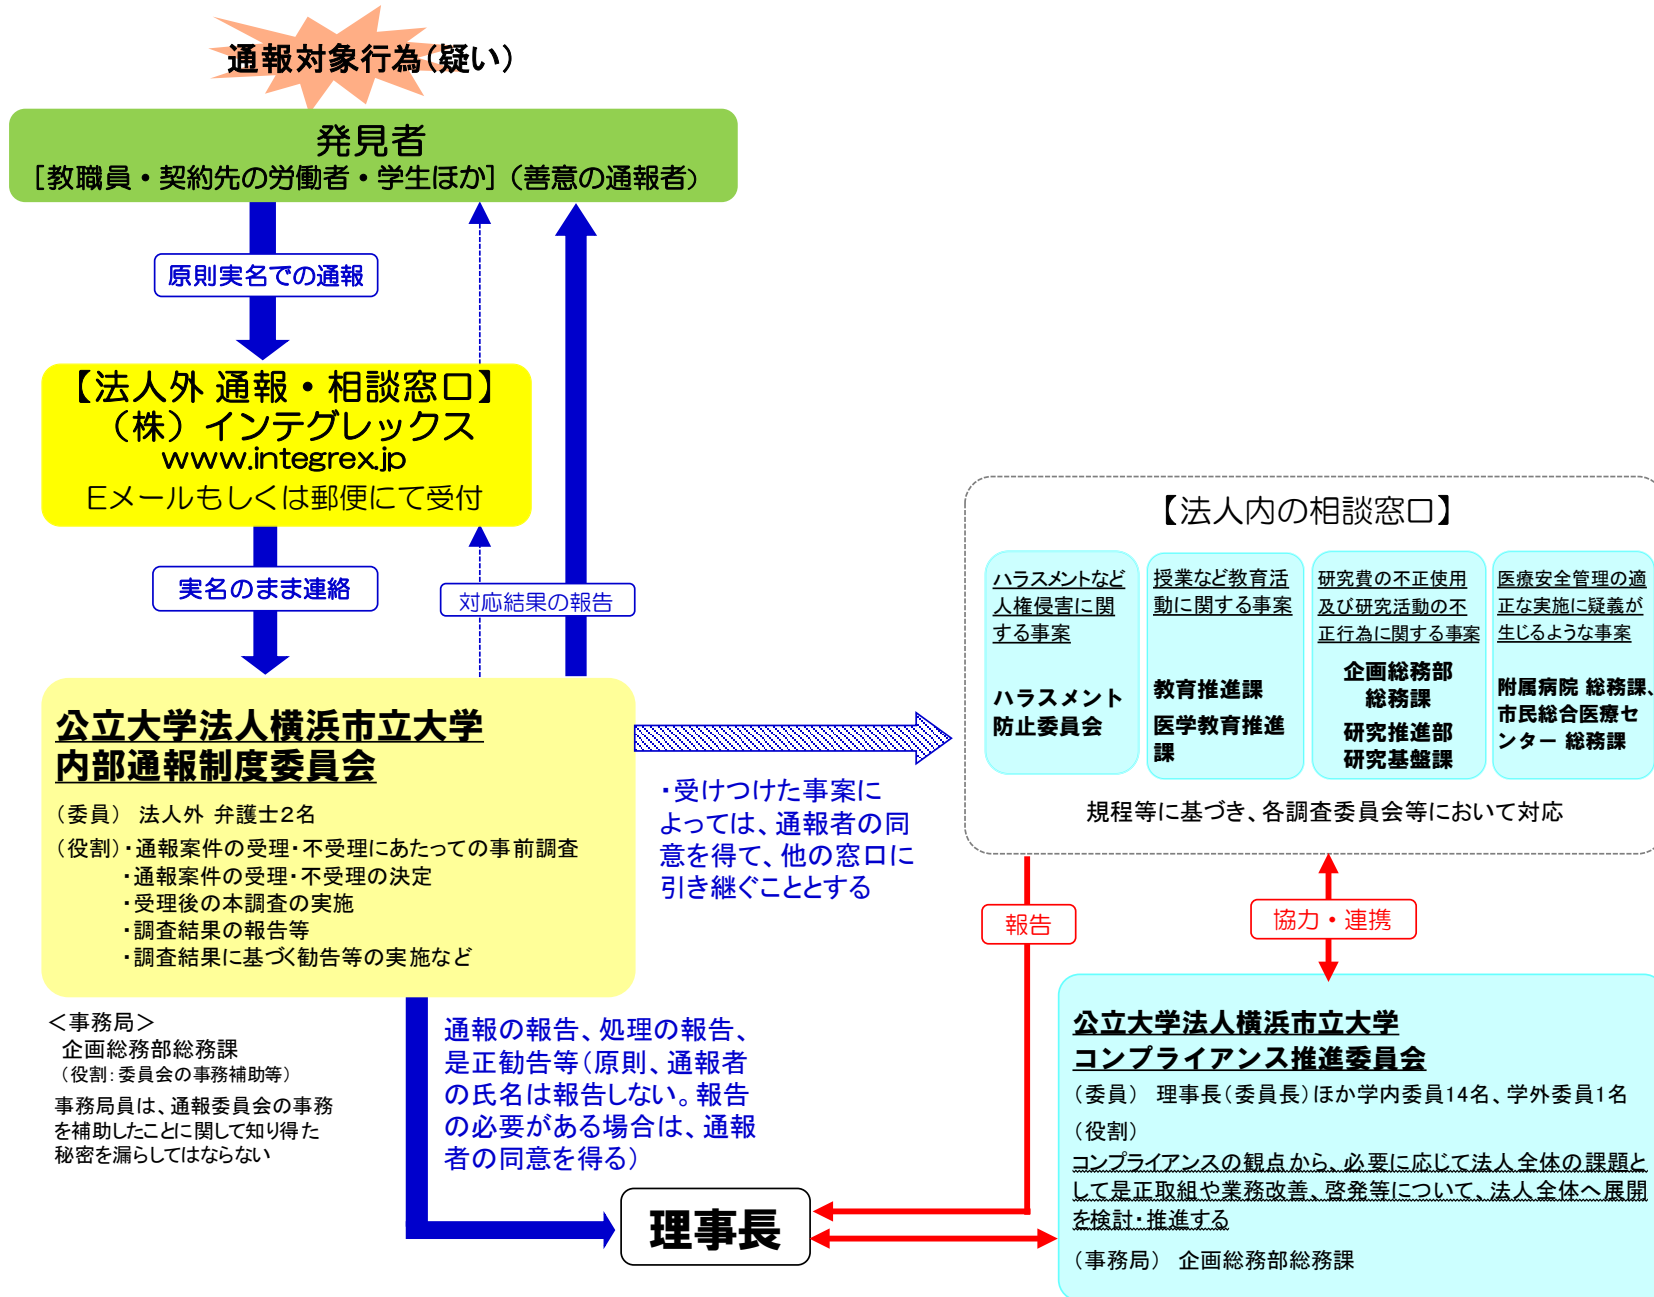 通報対象行為(疑い)
発見者
[教職員・契約先の労働者・学生ほか]（善意の通報者）
原則実名での通報
【法人外 通報・相談窓口】
（株）インテグレックス
www.integrex.jp
Eメールもしくは郵便にて受付
実名のまま連絡
対応結果の報告
公立大学法人横浜市立大学
内部通報制度委員会
（委員） 法人外 弁護士２名
（役割）・通報案件の受理・不受理にあたっての事前調査
・通報案件の受理・不受理の決定
・受理後の本調査の実施
・調査結果の報告等
・調査結果に基づく勧告等の実施など
＜事務局＞
企画総務部総務課
（役割：委員会の事務補助等）
事務局員は、通報委員会の事務
を補助したことに関して知り得た
秘密を漏らしてはならない
・受けつけた事案に
よっては、通報者の同
意を得て、他の窓口に
引き継ぐこととする
通報の報告、処理の報告、
是正勧告等（原則、通報者
の氏名は報告しない。報告
の必要がある場合は、通報
者の同意を得る）
理事長
【法人内の相談窓口】
ハラスメントなど
人権侵害に関
する事案
ハラスメント
防止委員会
授業など教育活
動に関する事案
教育推進課
医学教育推進
課
研究費の不正使用
及び研究活動の不
正行為に関する事案
企画総務部
総務課
研究推進部
研究基盤課
医療安全管理の適
正な実施に疑義が
生じるような事案
附属病院 総務課、
市民総合医療セ
ンター 総務課
規程等に基づき、各調査委員会等において対応
報告
協力・連携
公立大学法人横浜市立大学
コンプライアンス推進委員会
（委員） 理事長（委員長）ほか学内委員14名、学外委員1名
（役割）
コンプライアンスの観点から、必要に応じて法人全体の課題と
して是正取組や業務改善、啓発等について、法人全体へ展開
を検討・推進する
（事務局） 企画総務部総務課